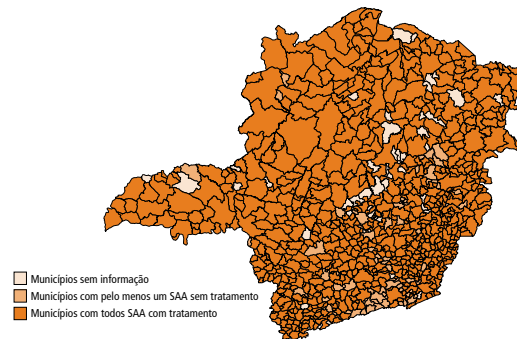 Municípios sem informação
Municípios com pelo menos um SAA sem tratamento
Municípios com todos SAA com tratamento